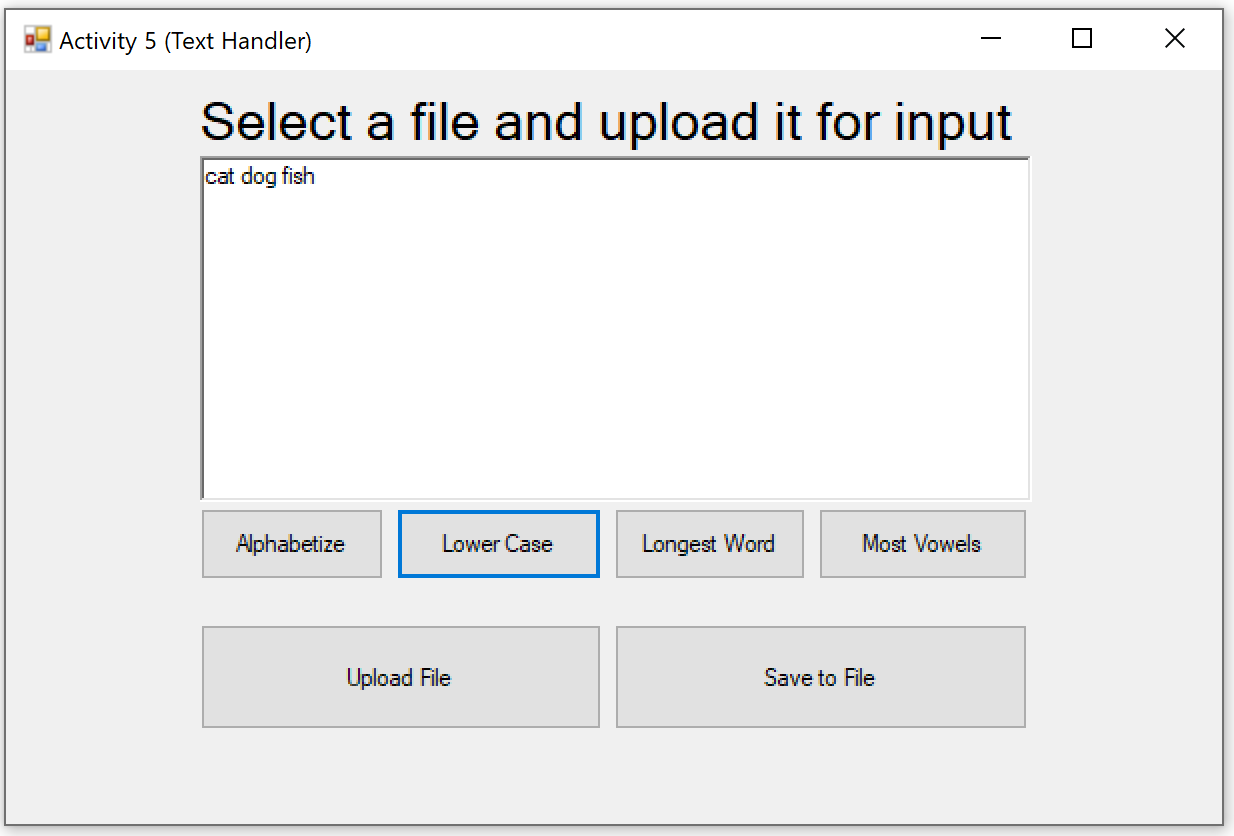 Activity 5 (Text Handler)
Select a file and upload it for input
cat dog fish
Alphabetize Lower Case Longest Word Most Vowels
Upload File Save to File